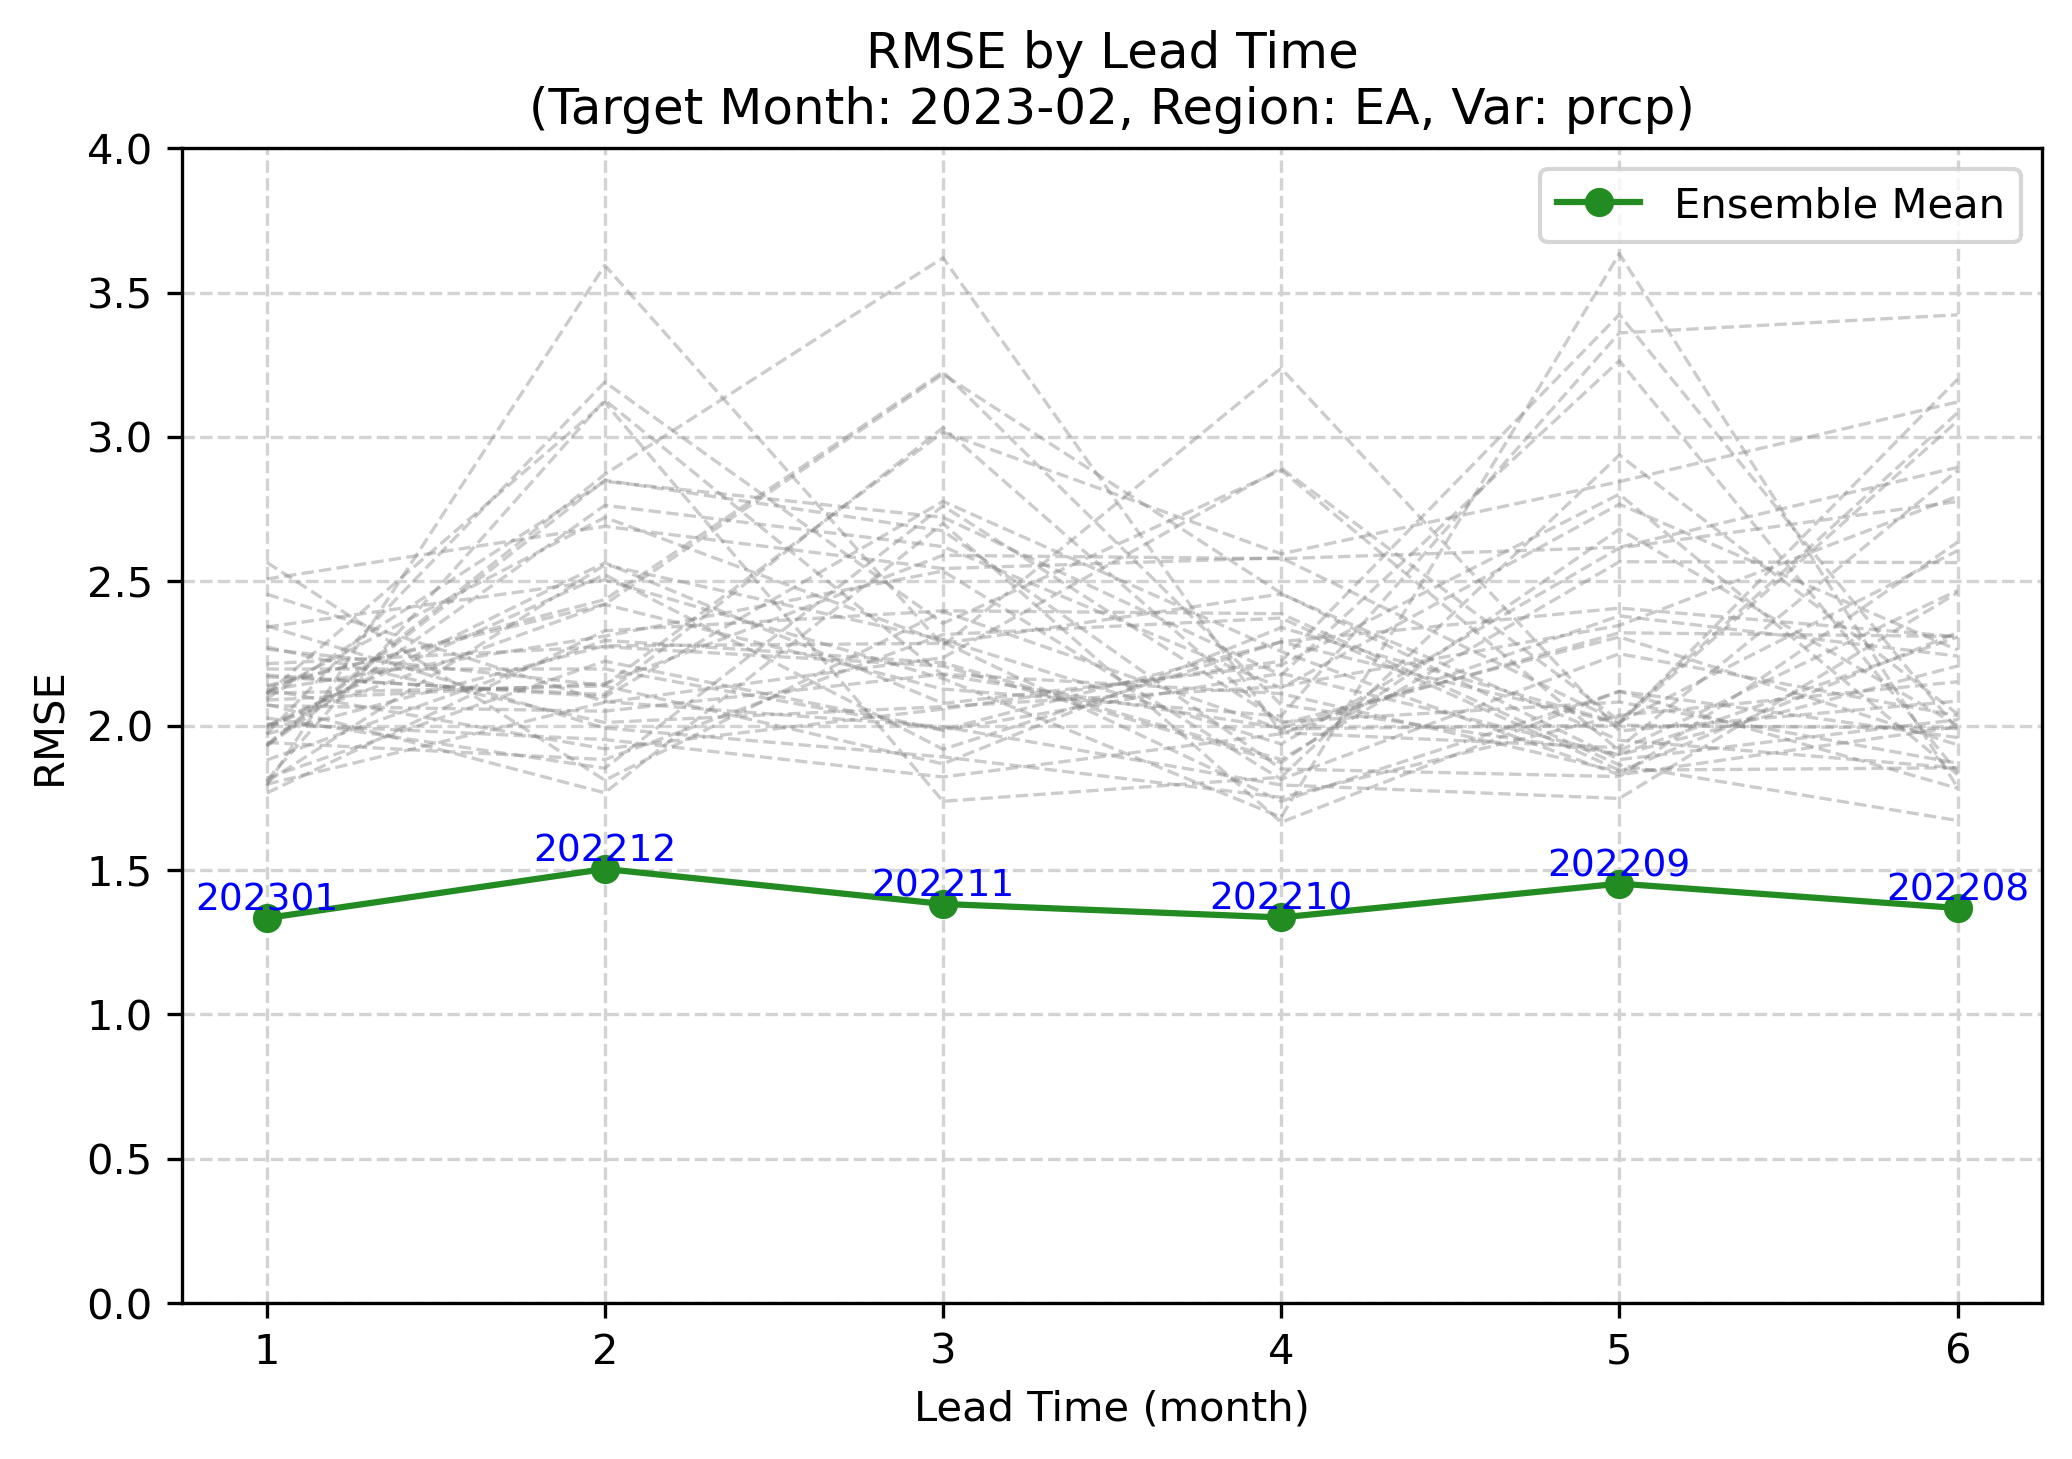 RMSE by Lead Time
(Target Month: 2023-02, Region: EA, Var: prcp)
Ensemble Mean
4.0
3.5
3.0
2.5
2.0
1.5
1.0
0.5
0.0
RMSE
202301
202212
202211
202210
202209
202208
1 2 3 4 5 6
Lead Time (month)